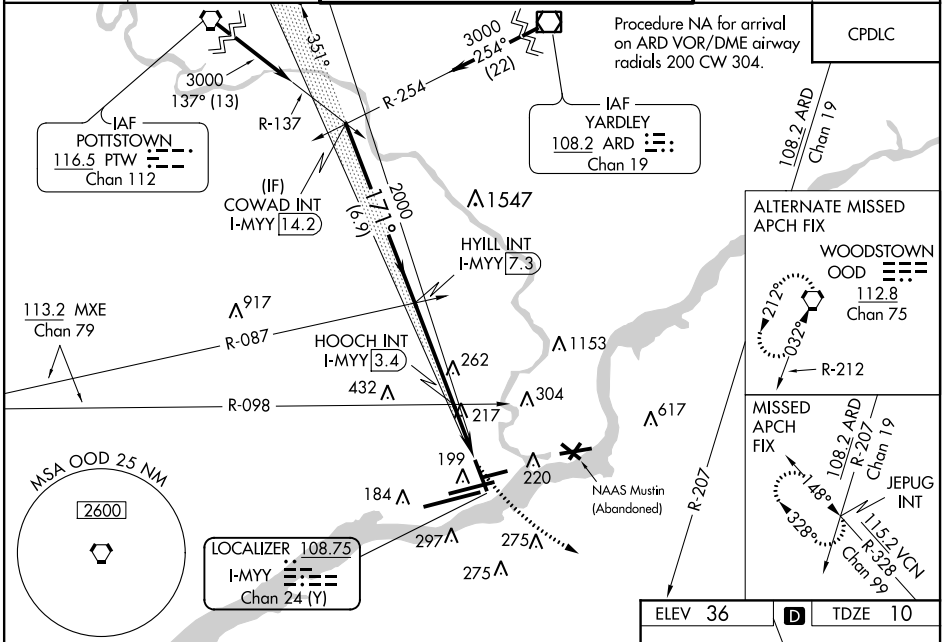 Procedure NA for arrival
on ARD VOR/DME airway
radials 200 CW 304.
CPDLC
351°
3000
254°
(22)
R-254
3000
137° (13)
R-137
IAF
POTTSTOWN
116.5 PTW
Chan 112
IAF
YARDLEY
108.2 ARD
Chan 19
108.2 ARD
Chan 19
(IF)
COWAD INT
I-MYY 14.2
2000
171°
(6.9)
1547
HYILL INT
I-MYY 7.3
ALTERNATE MISSED
APCH FIX
WOODSTOWN
OOD
112.8
Chan 75
212°
032°
R-212
113.2 MXE
Chan 79
917
R-087
HOOCH INT
I-MYY 3.4
1153
262
432
304
R-098
217
617
MISSED
APCH
FIX
108.2 ARD
R-207
Chan 19
JEPUG
INT
148°
328°
115.2 VCN
R-328
Chan 99
199
220
NAAS Mustin
(Abandoned)
R-207
184
MSA OOD 25 NM
2600
297
275
275
LOCALIZER 108.75
I-MYY
Chan 24 (Y)
ELEV 36
D
TDZE 10